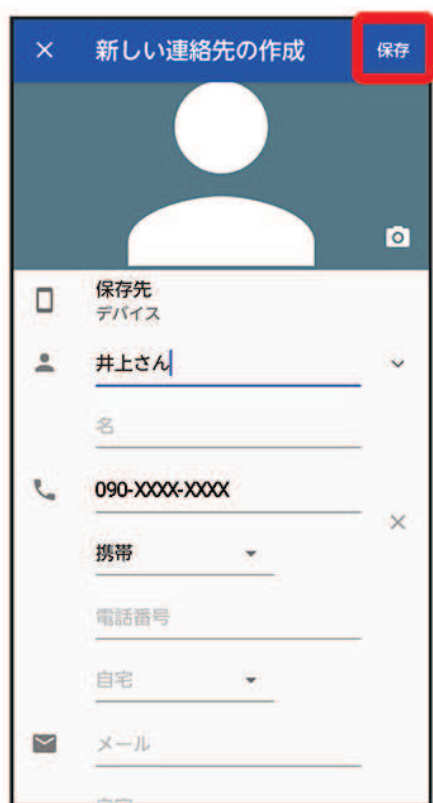 新しい連絡先の作成 保存
保存先
デバイス
井上さん
名
090-XXXX-XXXX
携帯
電話番号
自宅
メール